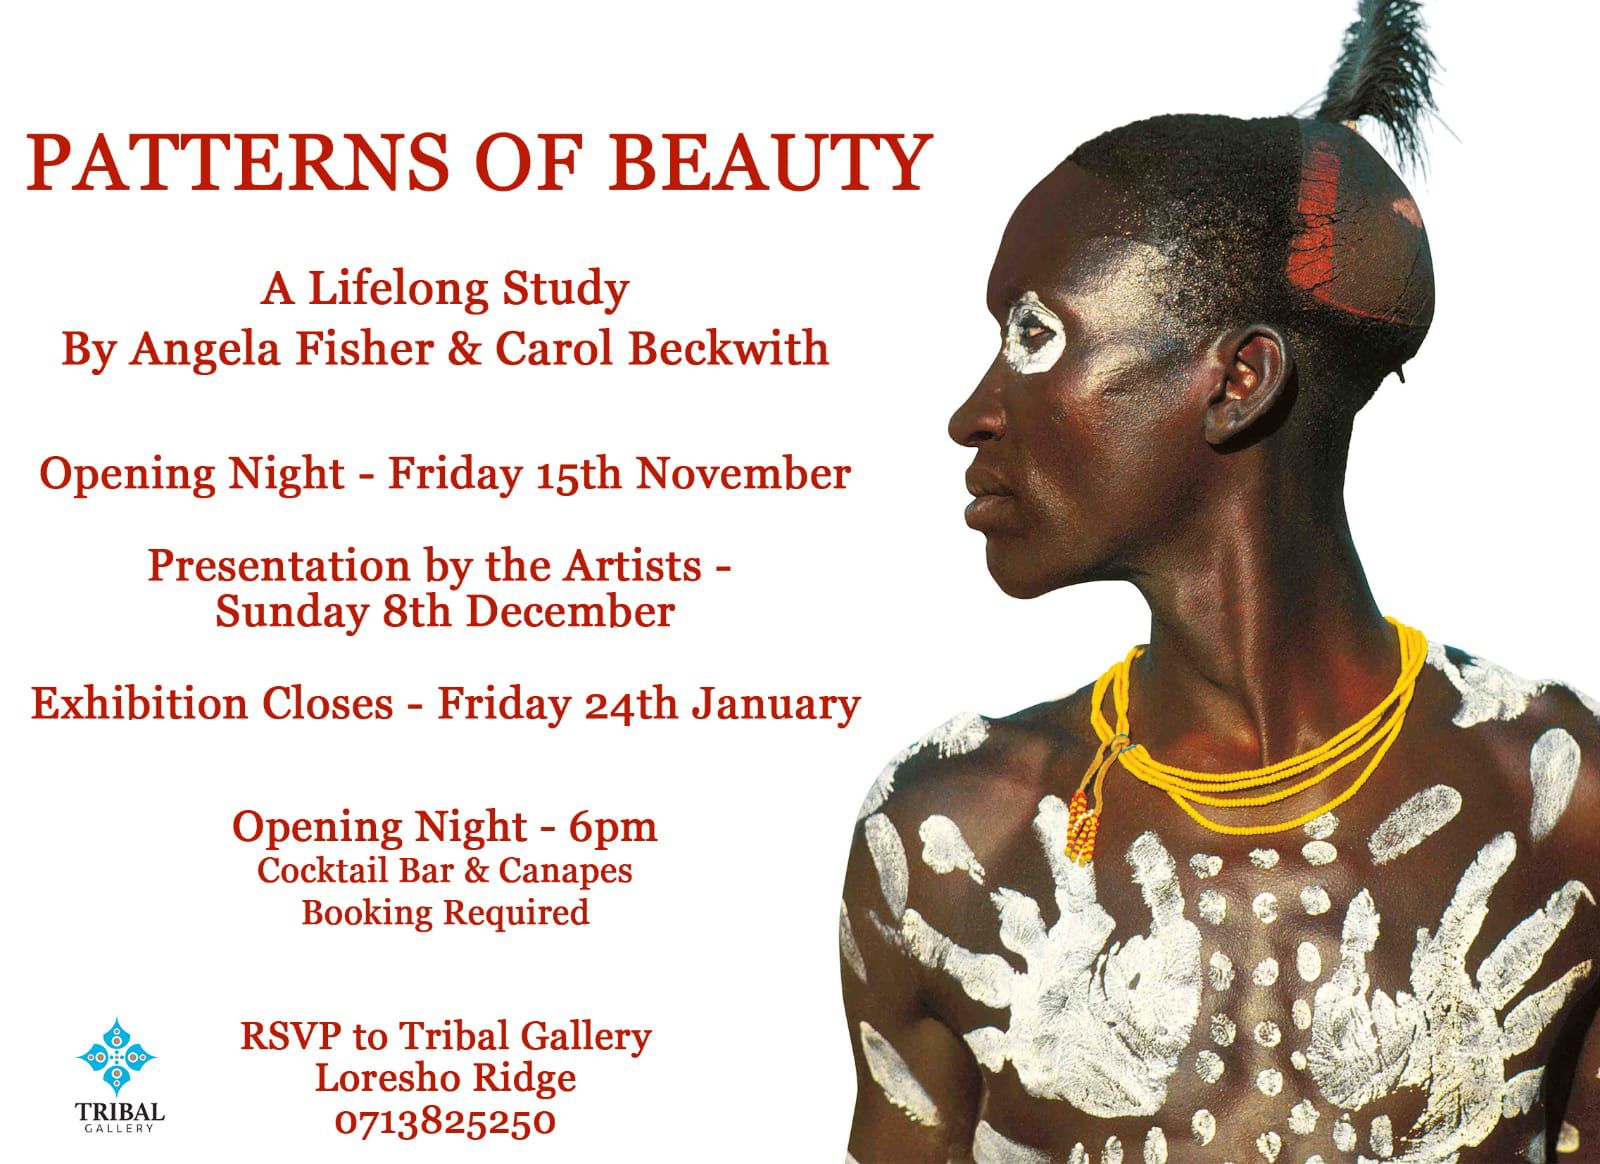 PATTERNS OF BEAUTY
A Lifelong Study
By Angela Fisher & Carol Beckwith
Opening Night - Friday 15th November
Presentation by the Artists -
Sunday 8th December
Exhibition Closes - Friday 24th January
Opening Night - 6pm
Cocktail Bar & Canapes
Booking Required
RSVP to Tribal Gallery
Loresho Ridge
0713825250
TRIBAL
GALLERY